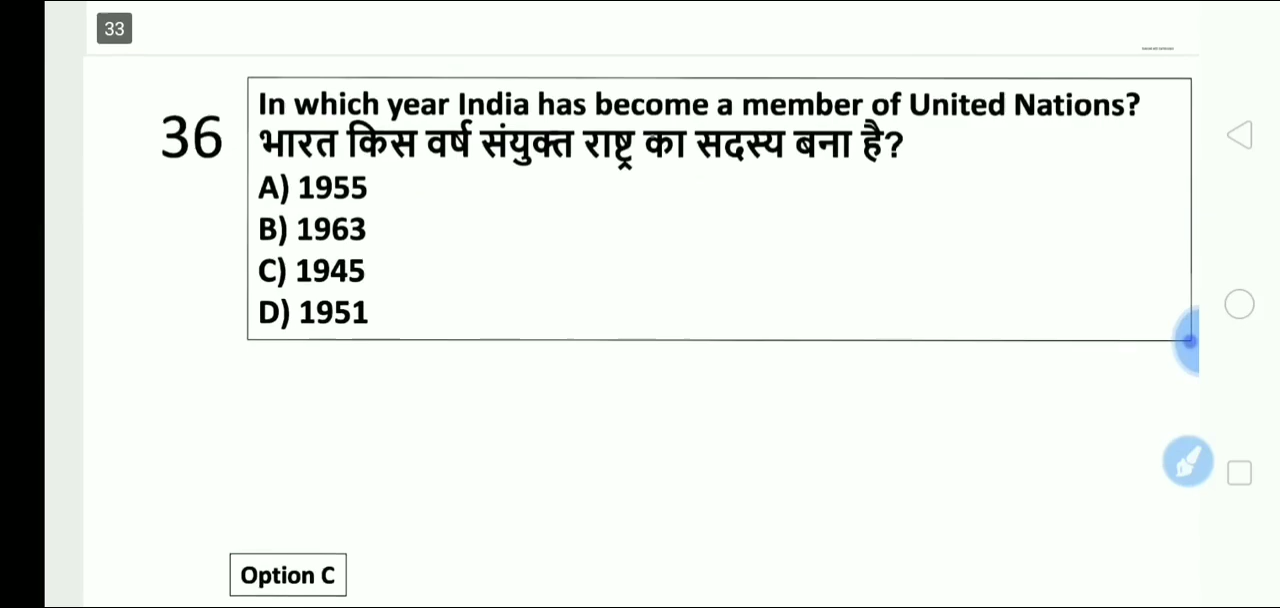 33
36
In which year India has become a member of United Nations?
भारत किस वर्ष संयुक्त राष्ट्र का सदस्य बना है?
A) 1955
B) 1963
C) 1945
D) 1951
Option C